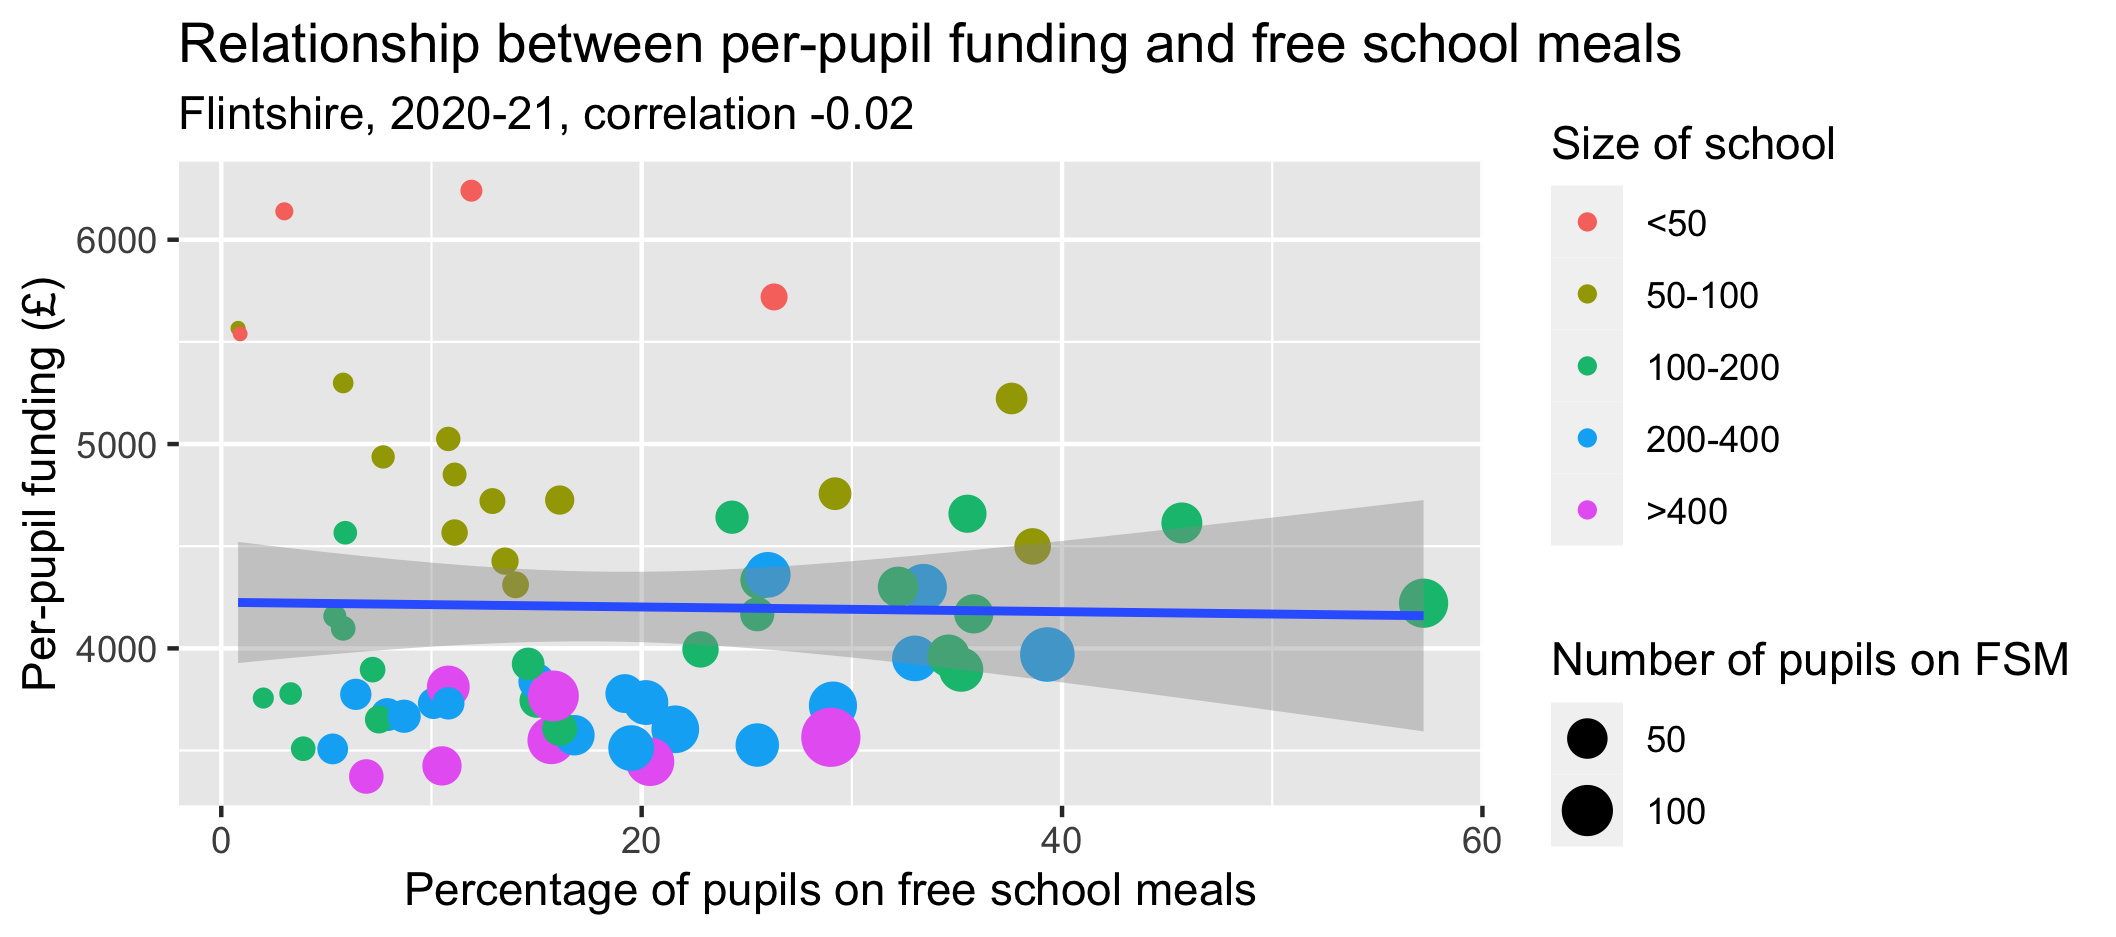 Relationship between per-pupil funding and free school meals
Flintshire, 2020-21, correlation -0.02
Per-pupil funding (£)
6000
5000
4000
0 20 40 60
Percentage of pupils on free school meals
Size of school
<50
50-100
100-200
200-400
>400
Number of pupils on FSM
50
100